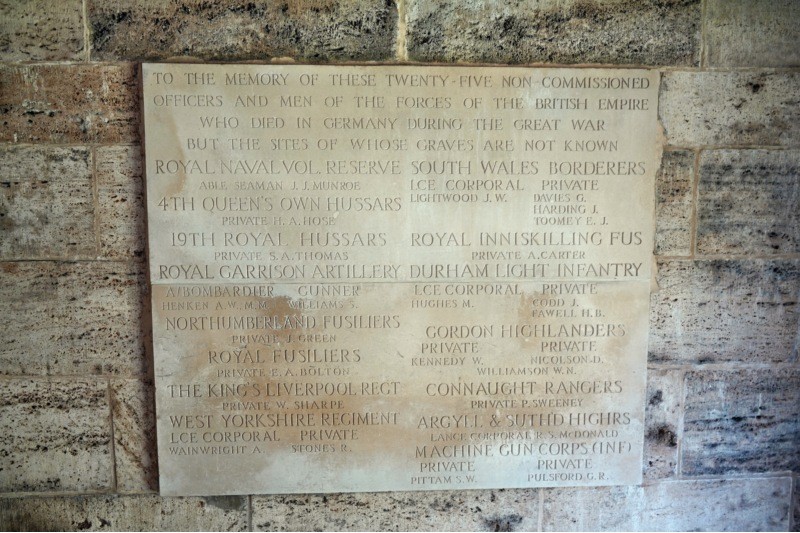 TO THE MEMORY OF THESE TWENTY-FIVE NON-COMMISSIONED
OFFICERS AND MEN OF THE FORCES OF THE BRITISH EMPIRE
WHO DIED IN GERMANY DURING THE GREAT WAR
BUT THE SITES OF WHOSE GRAVES ARE NOT KNOWN
ROYAL NAVAL VOL. RESERVE
ABLE SEAMAN J. J. MUNROE
4TH QUEEN'S OWN HUSSARS
PRIVATE H. A. HOSE
19TH ROYAL HUSSARS
PRIVATE S. A. THOMAS
ROYAL GARRISON ARTILLERY
A/BOMBARDIER GUNNER
HENKEN A. W., M.M. WILLIAMS S.
NORTHUMBERLAND FUSILIERS
PRIVATE J. GREEN
ROYAL FUSILIERS
PRIVATE E. A. BOLTON
THE KING'S LIVERPOOL REGT
PRIVATE W. SHARPE
WEST YORKSHIRE REGIMENT
LCE CORPORAL PRIVATE
WAINWRIGHT A. STONES R.
SOUTH WALES BORDERERS
LCE CORPORAL PRIVATE
LIGHTWOOD J. W. DAVIES G.
HARDING J.
TOOMEY E. J.
ROYAL INNISKILLING FUS
PRIVATE A. CARTER
DURHAM LIGHT INFANTRY
LCE CORPORAL PRIVATE
HUGHES M. CODD J.
FAWELL H. B.
GORDON HIGHLANDERS
PRIVATE PRIVATE
KENNEDY W. NICOLSON D.
WILLIAMSON W. N.
CONNAUGHT RANGERS
PRIVATE P. SWEENEY
ARGYLL & SUTHD HIGHRS
LANCE CORPORAL R. S. McDONALD
MACHINE GUN CORPS (INF)
PRIVATE PRIVATE
PITTAM S. W. PULSFORD G. R.